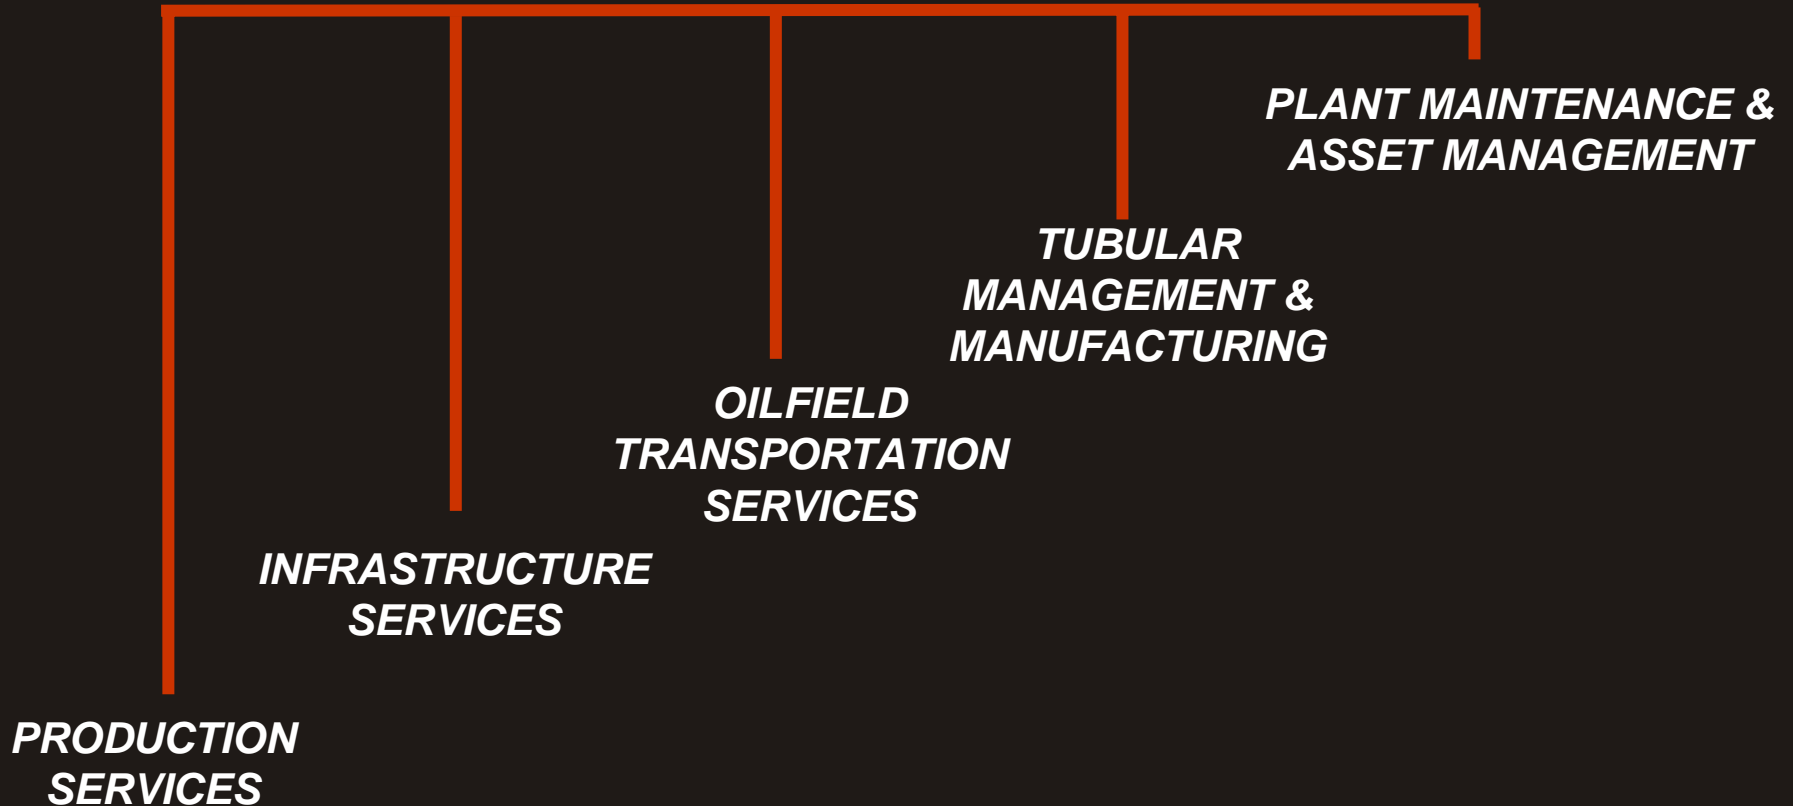 PLANT MAINTENANCE &
ASSET MANAGEMENT
TUBULAR
MANAGEMENT &
MANUFACTURING
OILFIELD
TRANSPORTATION
SERVICES
INFRASTRUCTURE
SERVICES
PRODUCTION
SERVICES